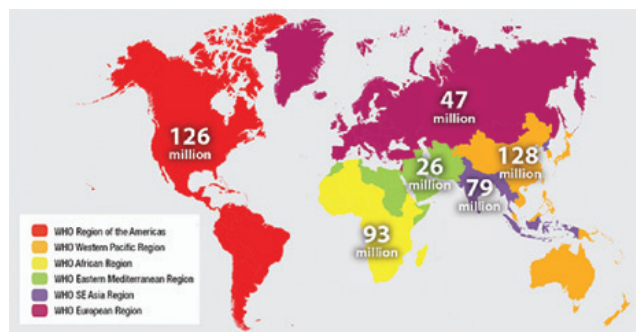 47
million
126
million
128
million
26
million
79
million
93
million
WHO Region of the Americas
WHO Western Pacific Region
WHO African Region
WHO Eastern Mediterranean Region
WHO SE Asia Region
WHO European Region